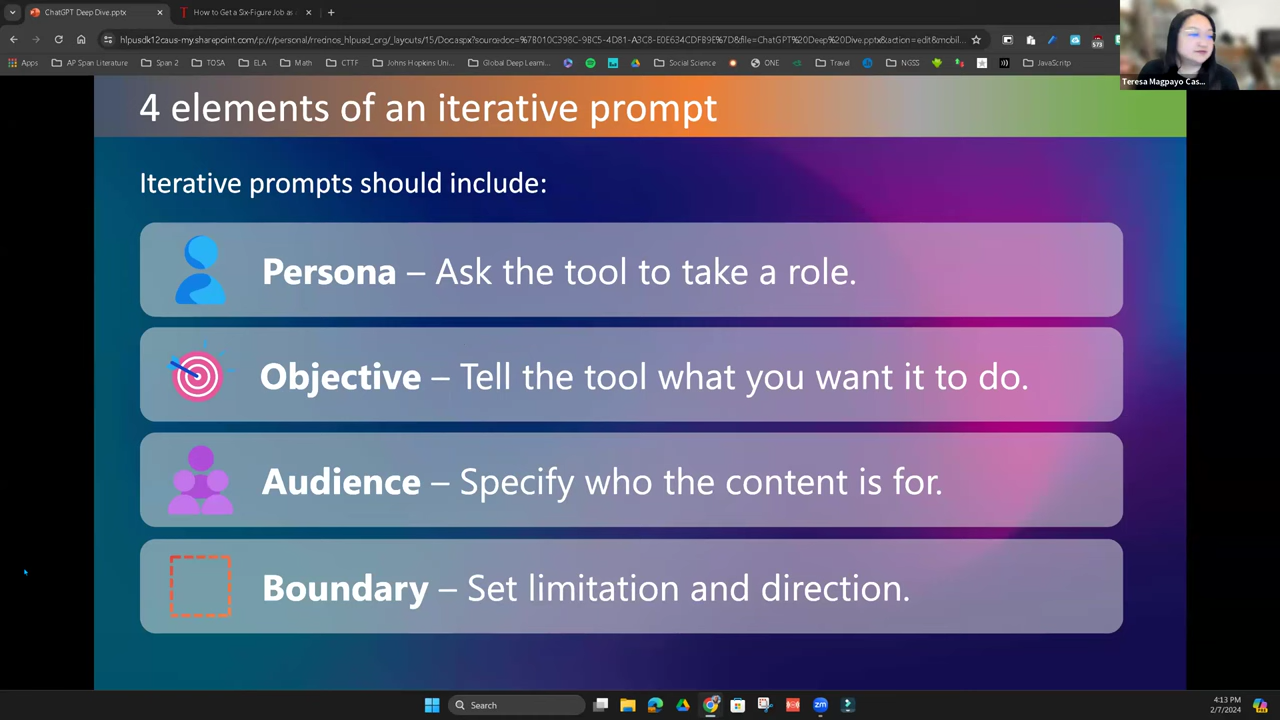 ChatGPT Deep Dive.pptx
How to Get a Six-Figure Job as
Apps
AP Span Literature
Span 2
TOSA
ELA
Math
CTTF
Johns Hopkins Uni...
Global Deep Learni...
Social Science
ONE
Travel
NGSS
JavaScritp
573
Teresa Magpayo Cas...
4 elements of an iterative prompt
Iterative prompts should include:
Persona – Ask the tool to take a role.
Objective – Tell the tool what you want it to do.
Audience – Specify who the content is for.
Boundary – Set limitation and direction.
Search
4:13 PM
2/7/2024